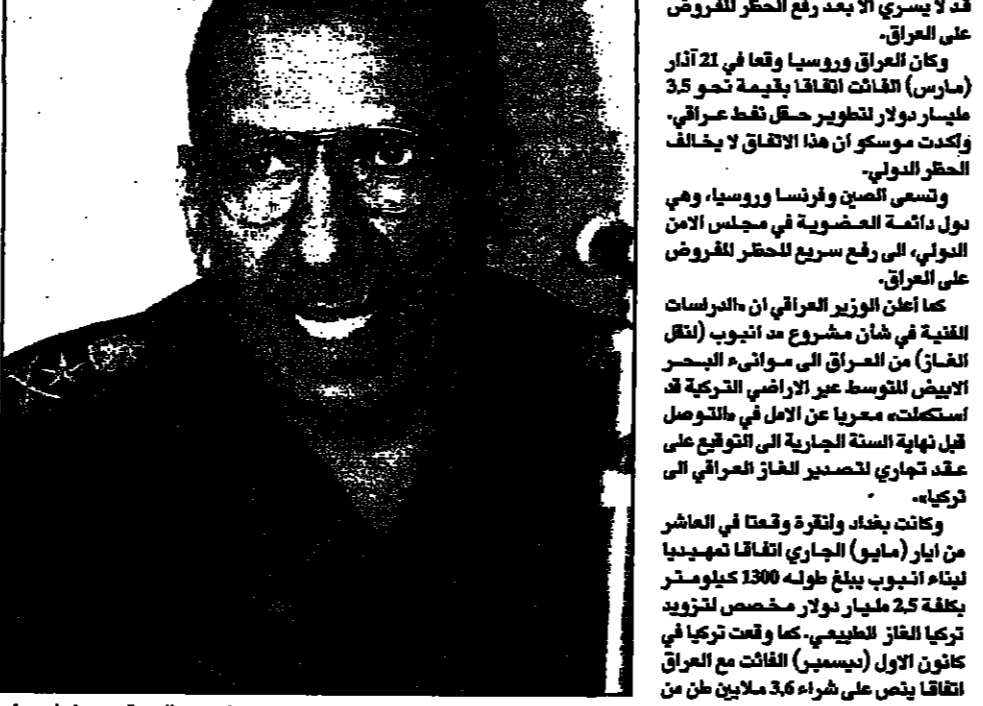 قد لا يسري الا بعد رفع الحظر المفروض
على العراق.
وكان العراق وروسيا وقعا في 21 آذار
(مارس) الفائت اتفاقا بقيمة نحو 3,5
مليار دولار لتطوير حقل نفط عراقي.
وأكدت موسكو أن هذا الاتفاق لا يخالف
الحظر الدولي.
وتسعى الصين وفرنسا وروسيا، وهي
دول دائمة العضوية في مجلس الامن
الدولي، الى رفع سريع للحظر المفروض
على العراق.
كما أعلن الوزير العراقي ان «الدراسات
الفنية في شأن مشروع مد انبوب (لنقل
الغاز) من العراق الى موانىء البحر
الابيض المتوسط عبر الاراضي التركية قد
استكملت» معربا عن الامل في «التوصل
قبل نهاية السنة الجارية الى التوقيع على
عقد تجاري لتصدير الغاز العراقي الى
تركيا».
وكانت بغداد وأنقرة وقعتا في العاشر
من ايار (مايو) الجاري اتفاقا تمهيديا
لبناء انبوب يبلغ طوله 1300 كيلومتر
بكلفة 2,5 مليار دولار مخصص لتزويد
تركيا الغاز الطبيعي. كما وقعت تركيا في
كانون الاول (ديسمبر) الفائت مع العراق
اتفاقا ينص على شراء 3,6 ملايين طن من